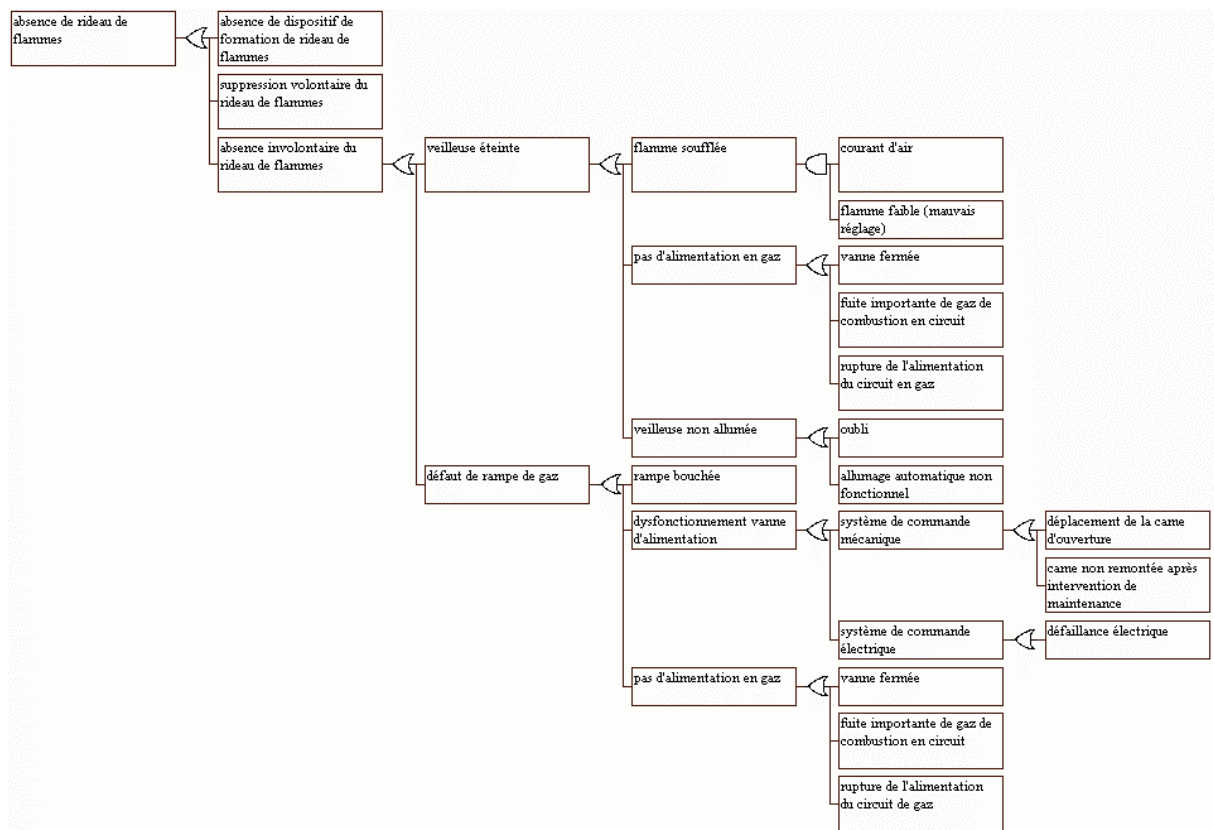 absence de rideau de
flammes
absence de dispositif de
formation de rideau de
flammes
suppression volontaire du
rideau de flammes
absence involontaire du
rideau de flammes
veilleuse éteinte
flamme soufflée
courant d'air
flamme faible (mauvais
réglage)
pas d'alimentation en gaz
vanne fermée
fuite importante de gaz de
combustion en circuit
rupture de l'alimentation
du circuit en gaz
veilleuse non allumée
oubli
allumage automatique non
fonctionnel
défaut de rampe de gaz
rampe bouchée
dysfonctionnement vanne
d'alimentation
système de commande
mécanique
déplacement de la came
d'ouverture
came non remontée après
intervention de
maintenance
système de commande
électrique
défaillance électrique
pas d'alimentation en gaz
vanne fermée
fuite importante de gaz de
combustion en circuit
rupture de l'alimentation
du circuit de gaz